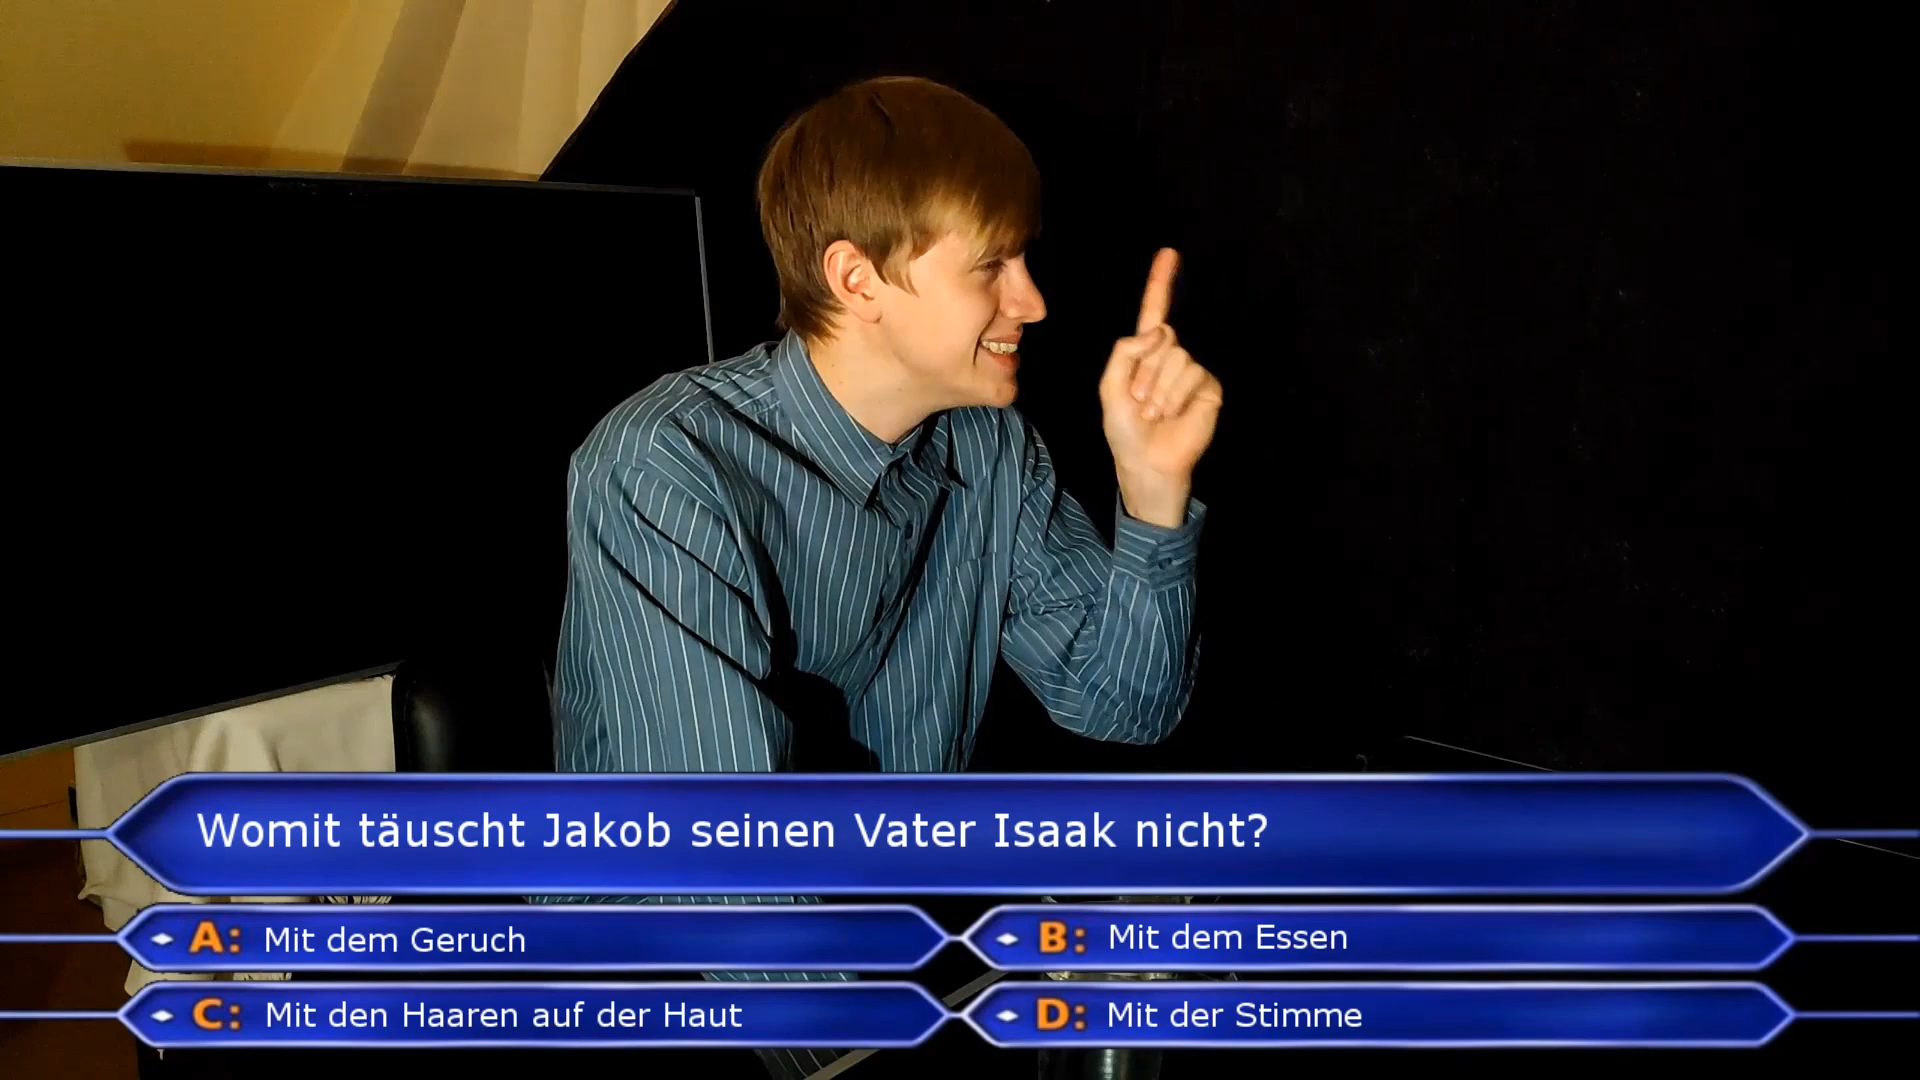 Womit täuscht Jakob seinen Vater Isaak nicht?
A: Mit dem Geruch
B: Mit dem Essen
C: Mit den Haaren auf der Haut
D: Mit der Stimme